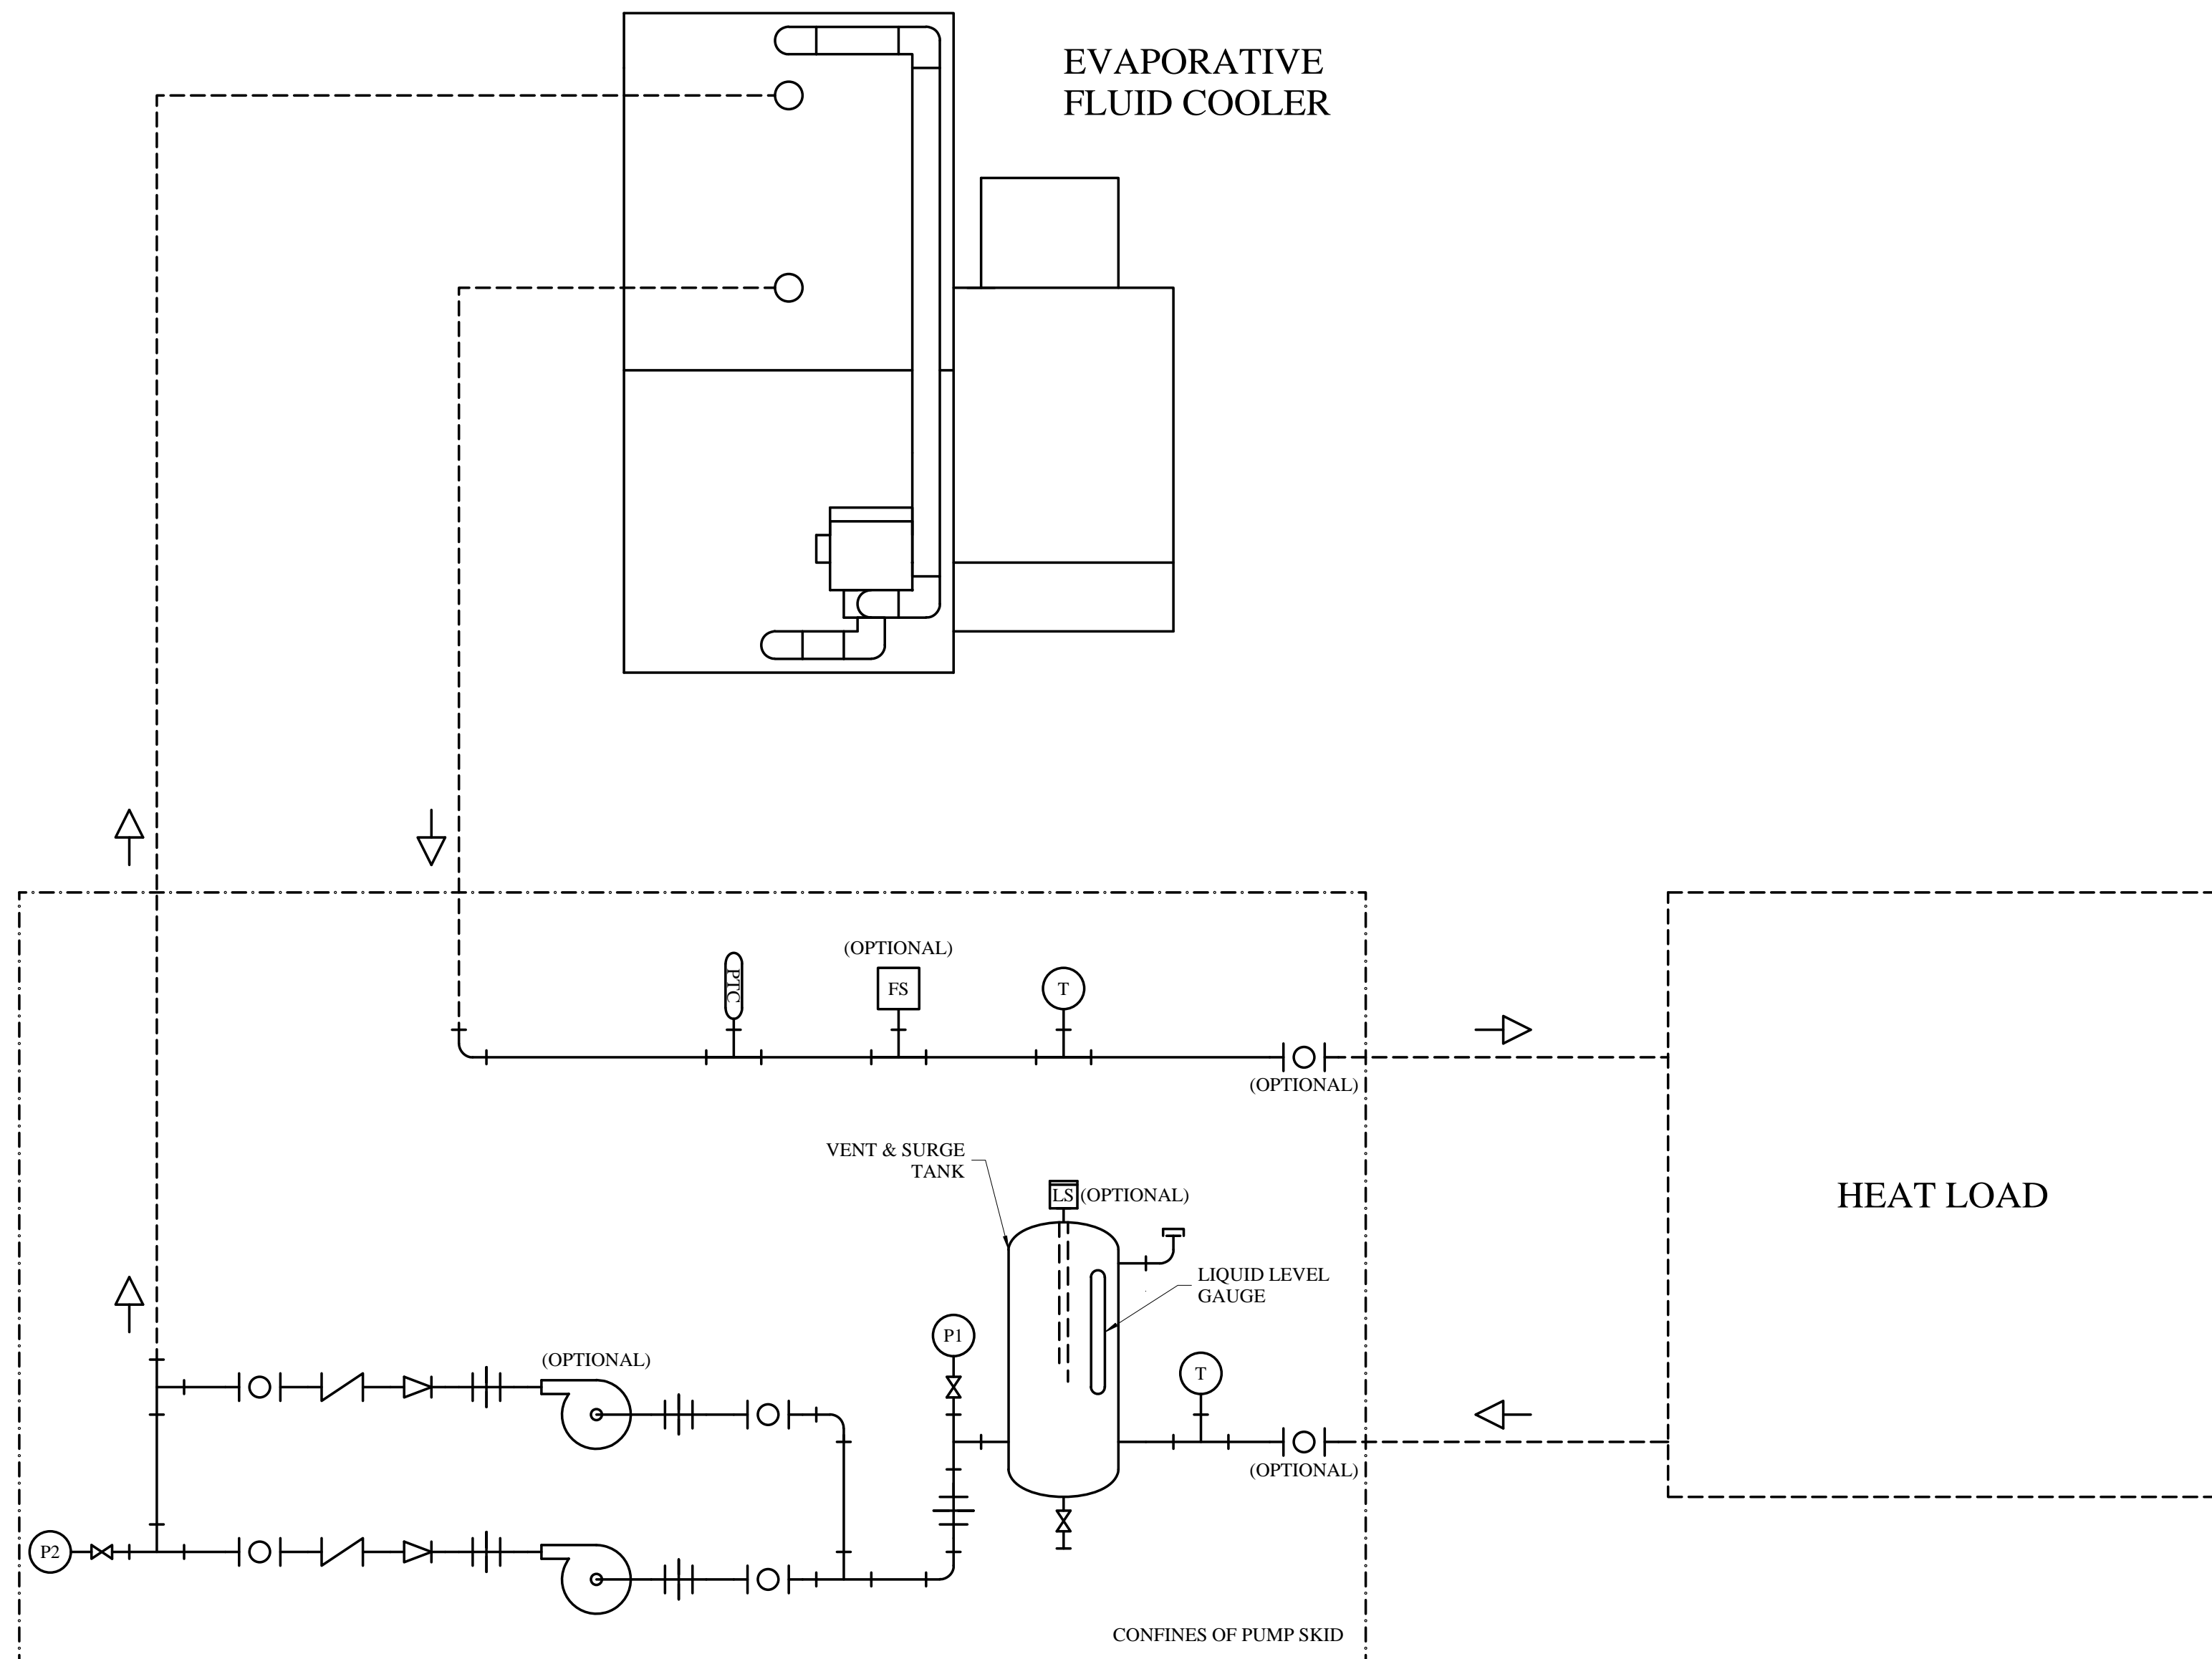 EVAPORATIVE
FLUID COOLER
(OPTIONAL)
PTC
FS
T
(OPTIONAL)
VENT & SURGE
TANK
LS
(OPTIONAL)
HEAT LOAD
LIQUID LEVEL
GAUGE
P1
(OPTIONAL)
T
(OPTIONAL)
P2
CONFINES OF PUMP SKID